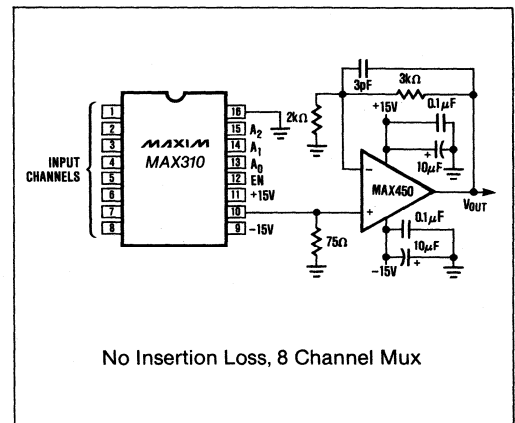 3pF
3kΩ
2kΩ
+15V
0.1μF
+
10μF
1
2
3
4
5
6
7
8
INPUT
CHANNELS
MAXIM
MAX310
16
15 A2
14 A1
13 A0
12 EN
11 +15V
10
9 -15V
-
MAX450
+
VOUT
75Ω
0.1μF
10μF
-15V
+
No Insertion Loss, 8 Channel Mux